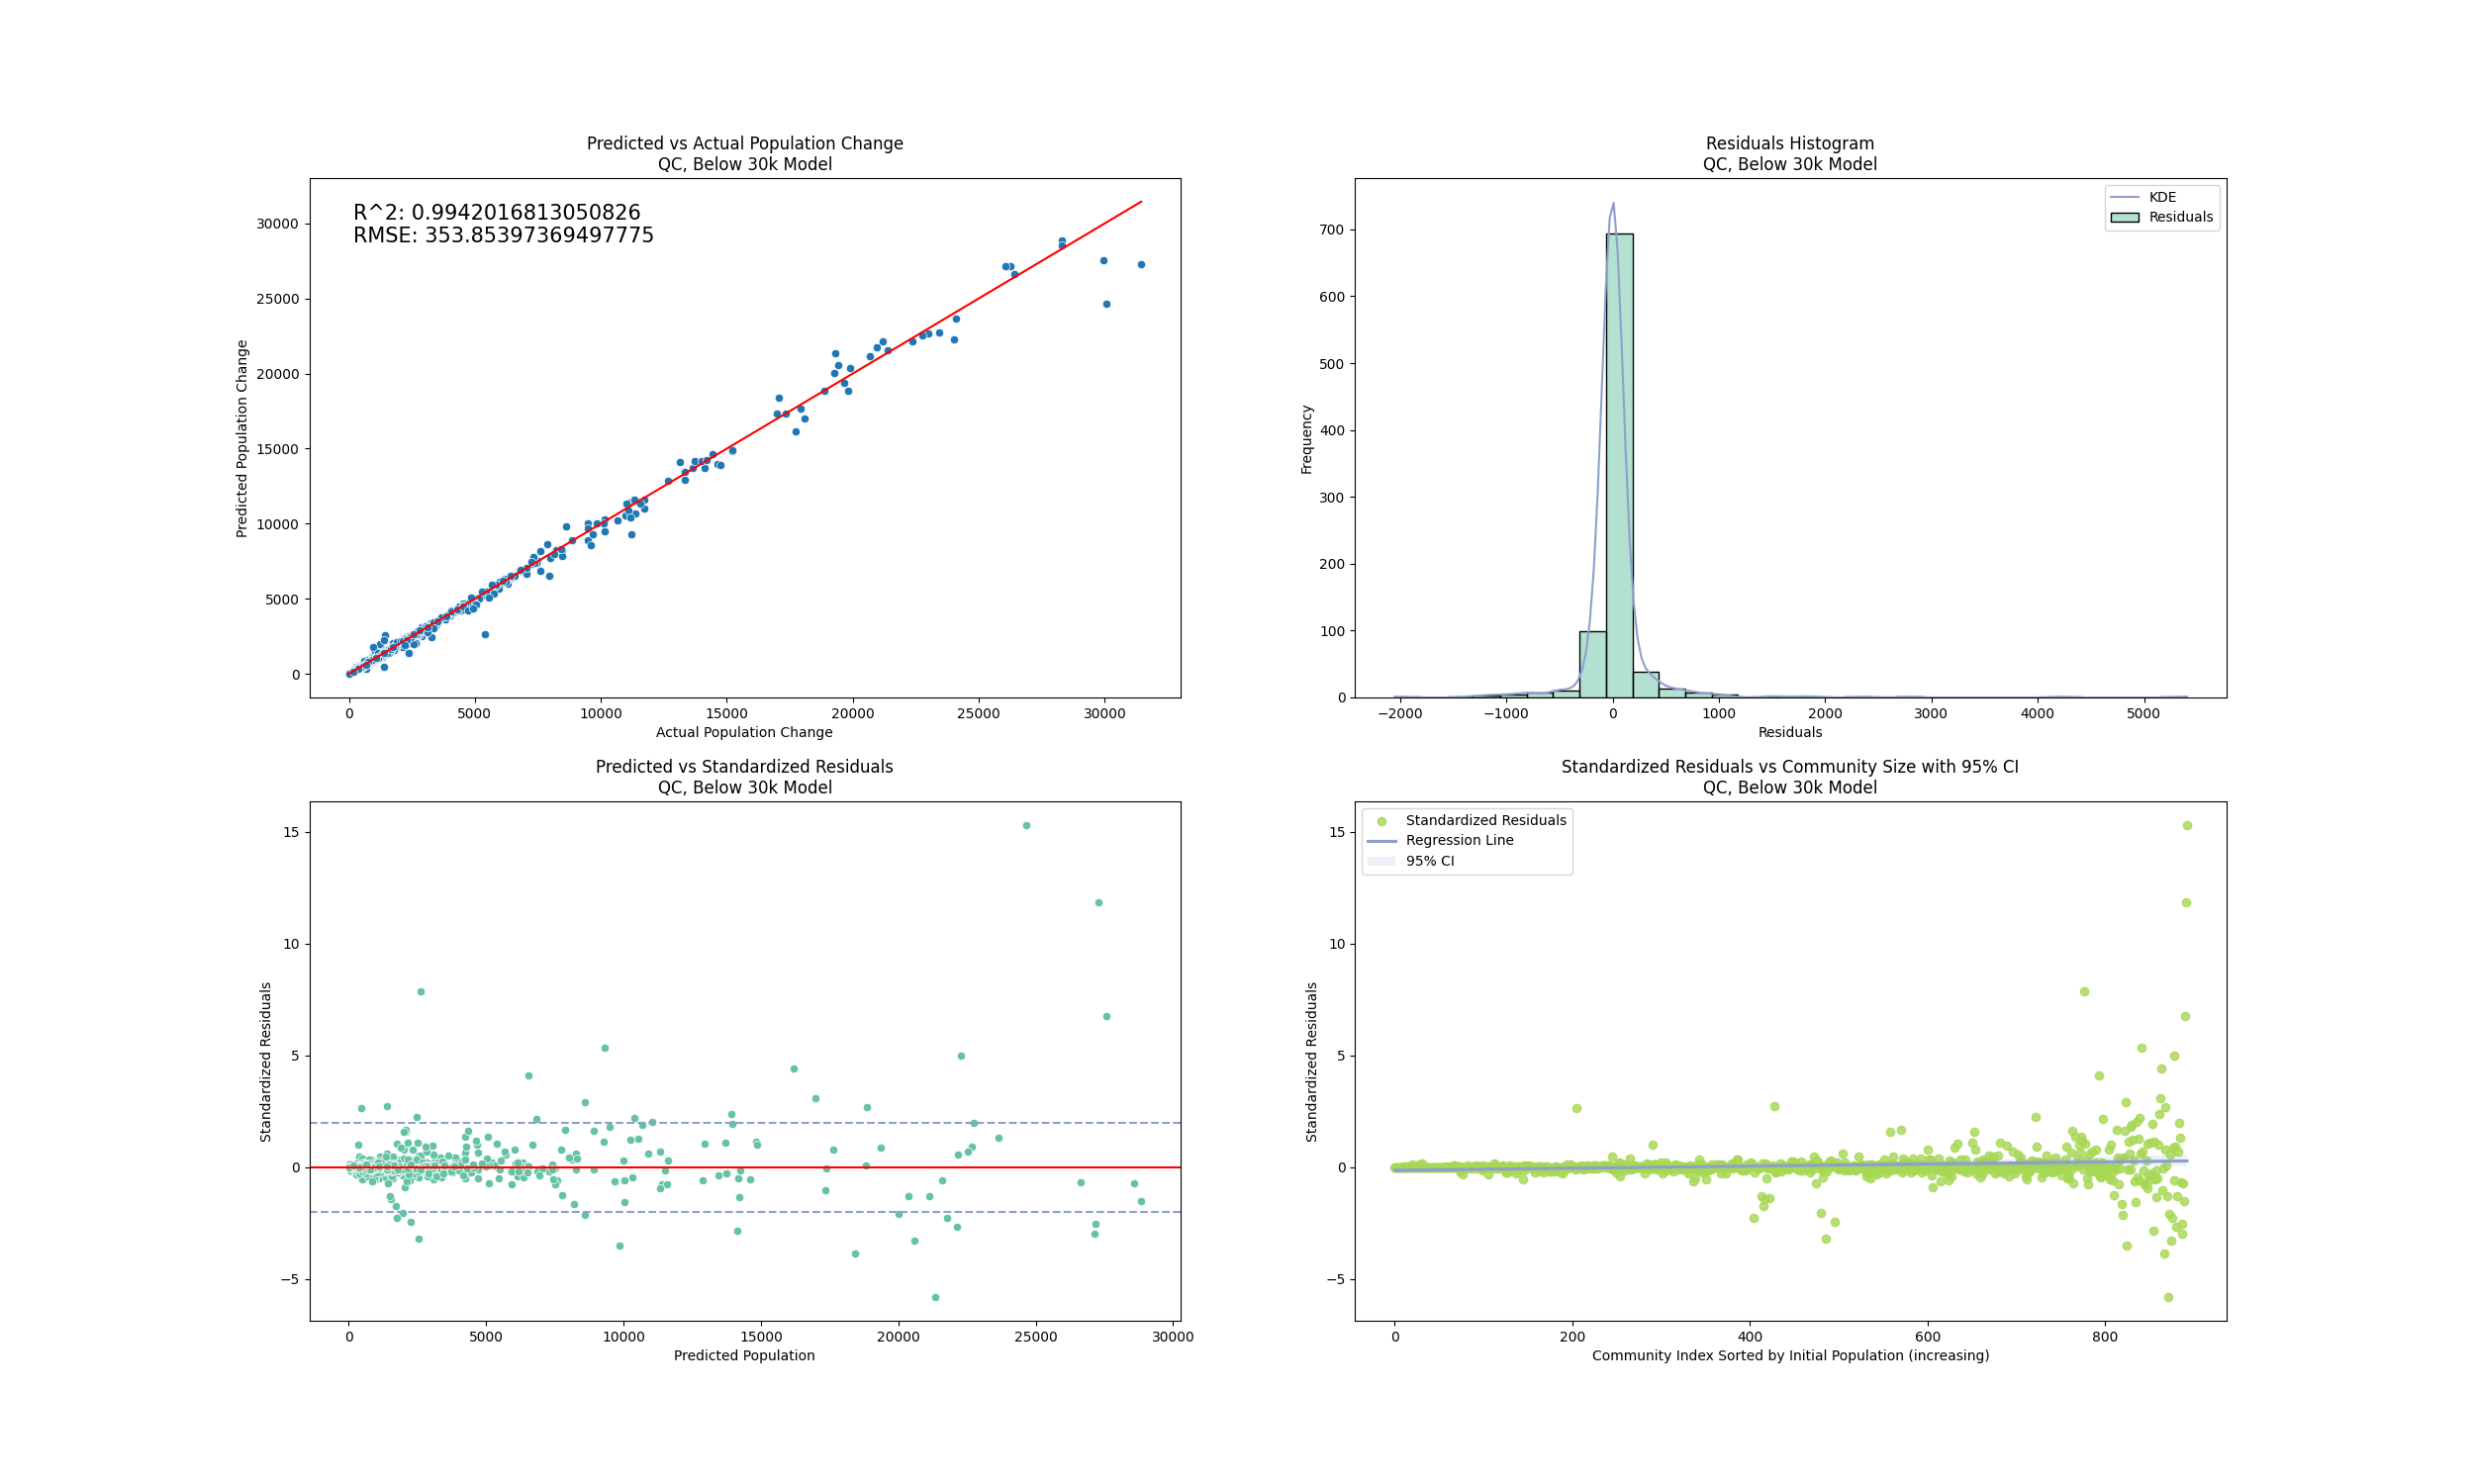 Predicted vs Actual Population Change
QC, Below 30k Model
R^2: 0.9942016813050826
RMSE: 353.85397369497775
30000
25000
20000
15000
10000
5000
0
Predicted Population Change
0 5000 10000 15000 20000 25000 30000
Actual Population Change
Residuals Histogram
QC, Below 30k Model
KDE
Residuals
700
600
500
400
300
200
100
0
Frequency
−2000 −1000 0 1000 2000 3000 4000 5000
Residuals
Predicted vs Standardized Residuals
QC, Below 30k Model
15
10
5
0
−5
Standardized Residuals
0 5000 10000 15000 20000 25000 30000
Predicted Population
Standardized Residuals vs Community Size with 95% CI
QC, Below 30k Model
Standardized Residuals
Regression Line
95% CI
15
10
5
0
−5
Standardized Residuals
0 200 400 600 800
Community Index Sorted by Initial Population (increasing)